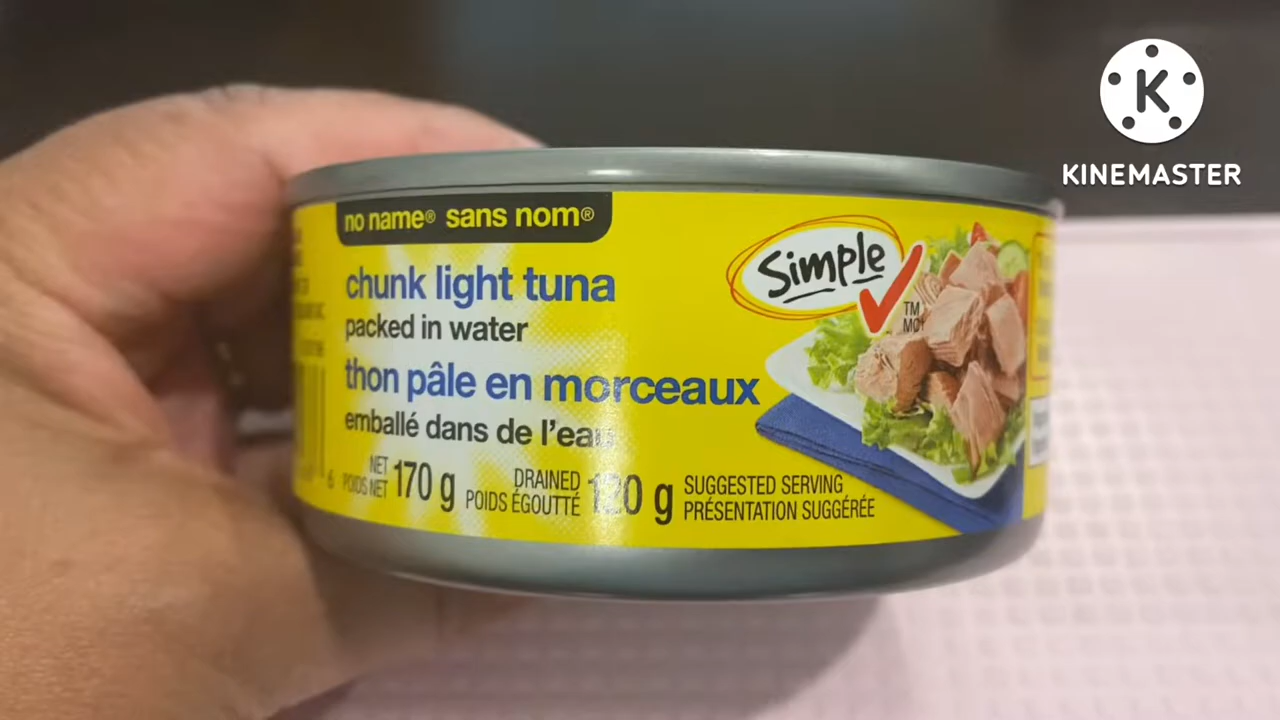 K
KINEMASTER
no name® sans nom®
chunk light tuna
packed in water
thon pâle en morceaux
emballé dans de l'eau
Simple
TM
MC
NET
POIDS NET
170 g
DRAINED
POIDS ÉGOUTTÉ
120 g
SUGGESTED SERVING
PRÉSENTATION SUGGÉRÉE
6